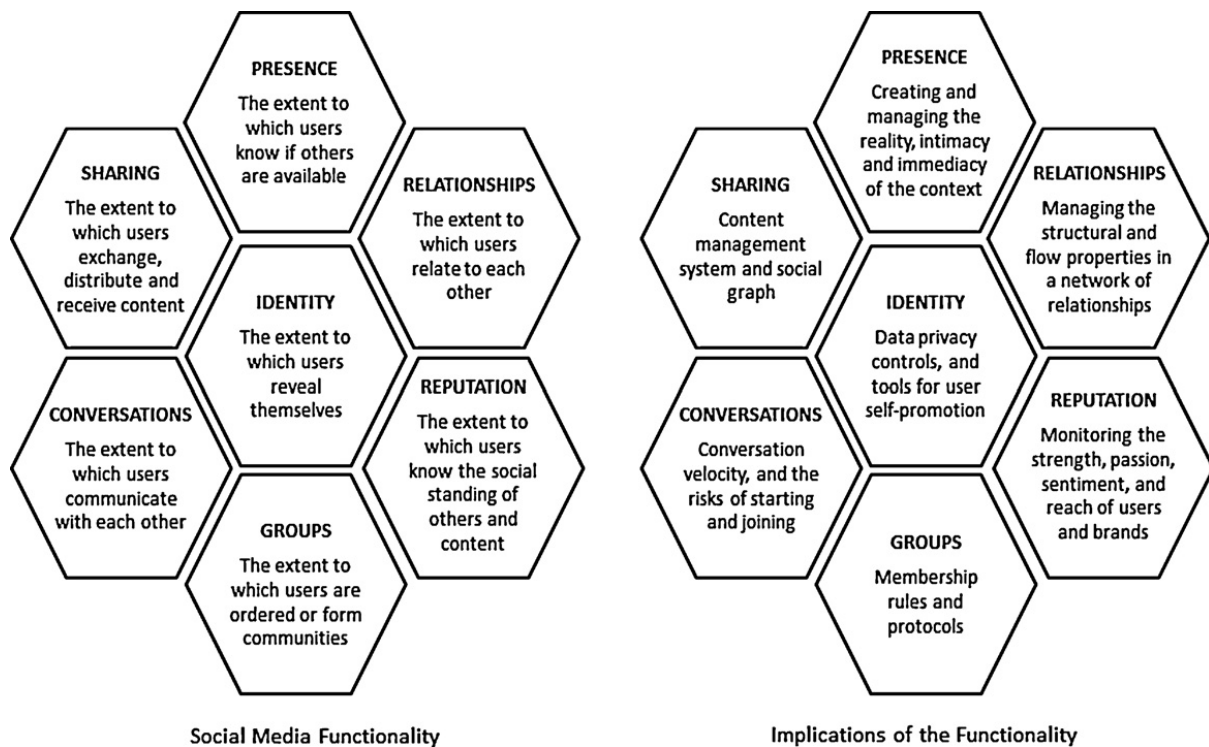 PRESENCE
The extent to
which users
know if others
are available
SHARING
The extent to
which users
exchange,
distribute and
receive content
RELATIONSHIPS
The extent to
which users
relate to each
other
IDENTITY
The extent to
which users
reveal
themselves
CONVERSATIONS
The extent to
which users
communicate
with each other
REPUTATION
The extent to
which users
know the social
standing of
others and
content
GROUPS
The extent to
which users are
ordered or form
communities
Social Media Functionality
PRESENCE
Creating and
managing the
reality, intimacy
and immediacy
of the context
SHARING
Content
management
system and social
graph
RELATIONSHIPS
Managing the
structural and
flow properties in
a network of
relationships
IDENTITY
Data privacy
controls, and
tools for user
self-promotion
CONVERSATIONS
Conversation
velocity, and the
risks of starting
and joining
REPUTATION
Monitoring the
strength, passion,
sentiment, and
reach of users
and brands
GROUPS
Membership
rules and
protocols
Implications of the Functionality